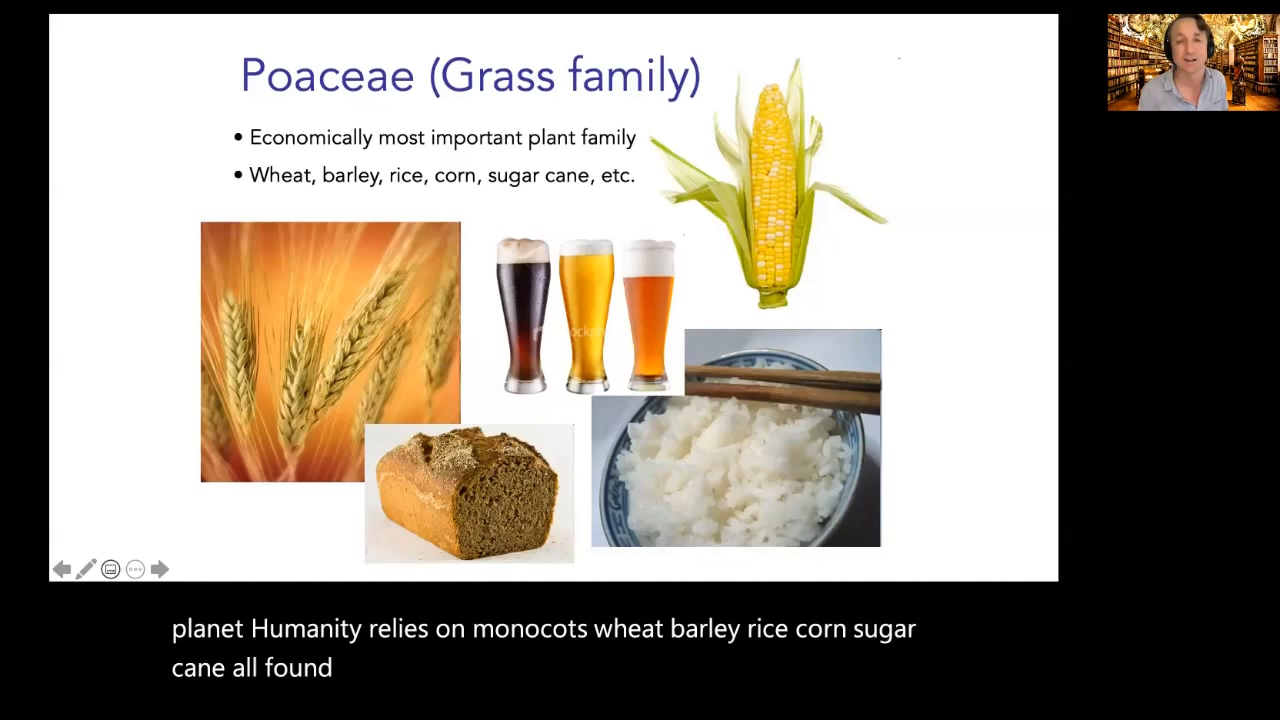 Poaceae (Grass family)
• Economically most important plant family
• Wheat, barley, rice, corn, sugar cane, etc.
planet Humanity relies on monocots wheat barley rice corn sugar
cane all found